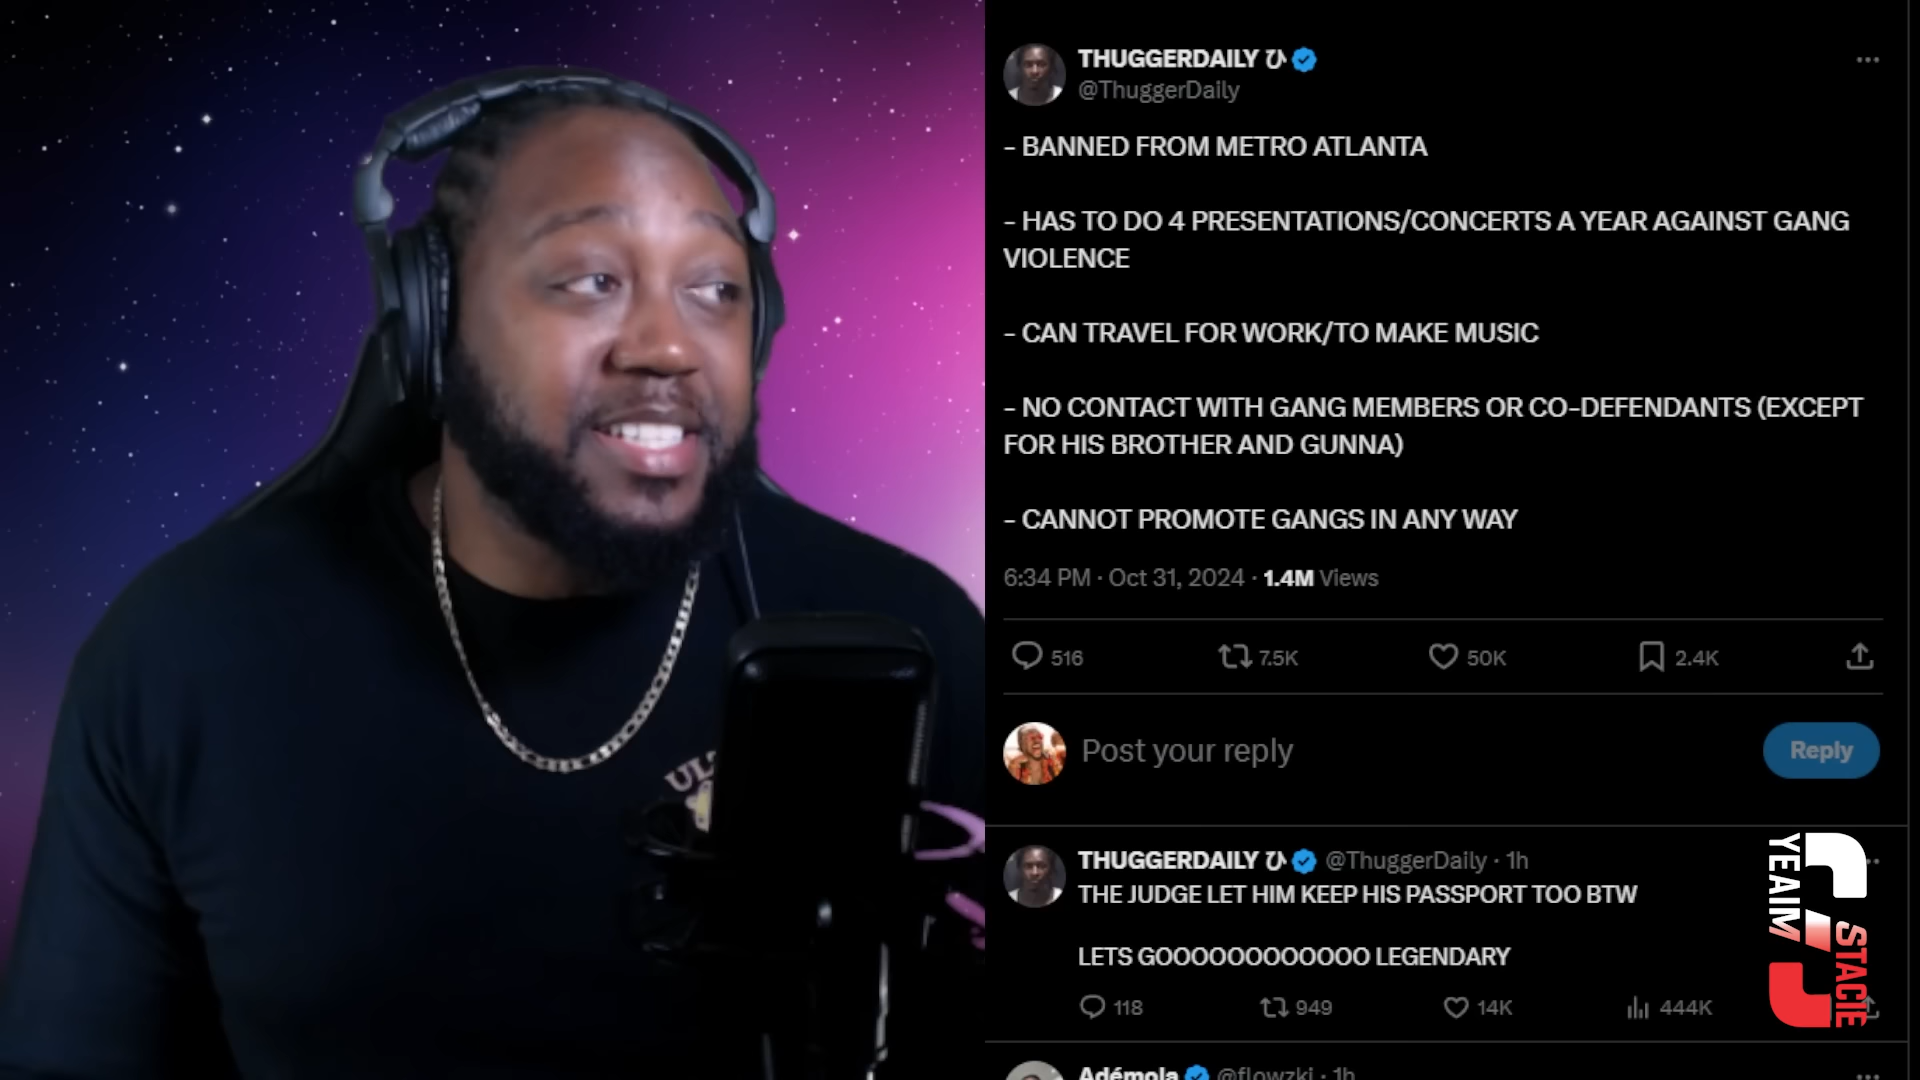 THUGGERDAILY ひ
@ThuggerDaily
- BANNED FROM METRO ATLANTA
- HAS TO DO 4 PRESENTATIONS/CONCERTS A YEAR AGAINST GANG
VIOLENCE
- CAN TRAVEL FOR WORK/TO MAKE MUSIC
- NO CONTACT WITH GANG MEMBERS OR CO-DEFENDANTS (EXCEPT
FOR HIS BROTHER AND GUNNA)
- CANNOT PROMOTE GANGS IN ANY WAY
6:34 PM · Oct 31, 2024 · 1.4M Views
516 7.5K 50K 2.4K
Post your reply
Reply
THUGGERDAILY ひ @ThuggerDaily · 1h
THE JUDGE LET HIM KEEP HIS PASSPORT TOO BTW
LETS GOOOOOOOOOOOO LEGENDARY
118 949 14K 444K
Adémola @flowzki · 1h
YEAIM
STACIE